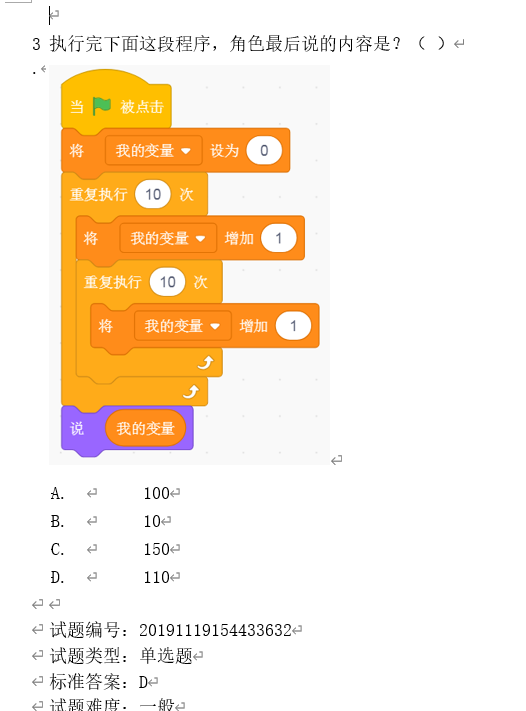 3 执行完下面这段程序，角色最后说的内容是？（ ）
.
当 被点击
将 我的变量 设为 0
重复执行 10 次
将 我的变量 增加 1
重复执行 10 次
将 我的变量 增加 1
说 我的变量
A. 100
B. 10
C. 150
D. 110
试题编号：20191119154433632
试题类型：单选题
标准答案：D
试题难度：一般